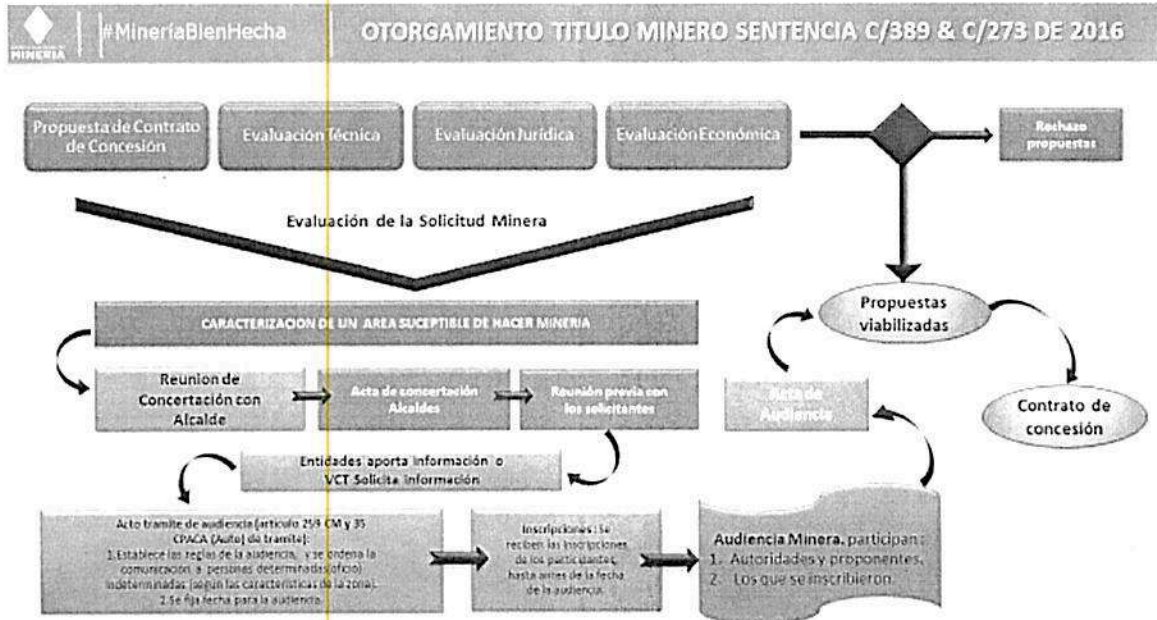 #MineríaBienHecha
OTORGAMIENTO TITULO MINERO SENTENCIA C/389 & C/273 DE 2016
MINERÍA
Propuesta de Contrato
de Concesión
Evaluación Técnica
Evaluación Jurídica
Evaluación Económica
Rechazo
propuestas
Evaluación de la Solicitud Minera
Propuestas
viabilizadas
CARACTERIZACION DE UN AREA SUCEPTIBLE DE HACER MINERIA
Reunion de
Concertación con
Alcalde
Acta de concertación
Alcaldes
Reunión previa con
los solicitantes
Acta de
Audiencia
Contrato de
concesión
Entidades aporta información o
VCT Solicita información
Acto tramite de audiencia (artículo 259 CM y 35
CPACA (Auto) de tramite):
1.Establece las reglas de la audiencia, y se ordena la
comunicación a personas determinadas(oficio)
indeterminadas (según las características de la zona).
2.Se fija fecha para la audiencia.
Inscripciones: Se
reciben las inscripciones
de los participantes,
hasta antes de la fecha
de la audiencia.
Audiencia Minera, participan:
1. Autoridades y proponentes.
2. Los que se inscribieron.